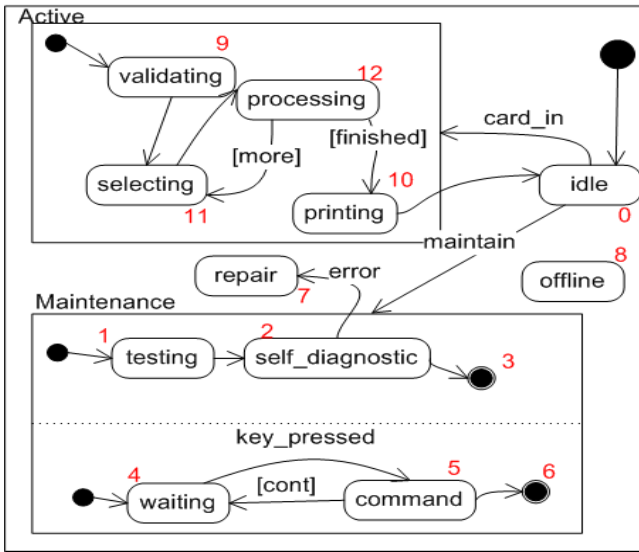 Active
9
validating
12
processing
card_in
[finished]
[more]
10
selecting
idle
11
printing
0
maintain
8
repair
error
offline
7
Maintenance
1
2
testing
self_diagnostic
3
key_pressed
4
5
6
[cont]
waiting
command